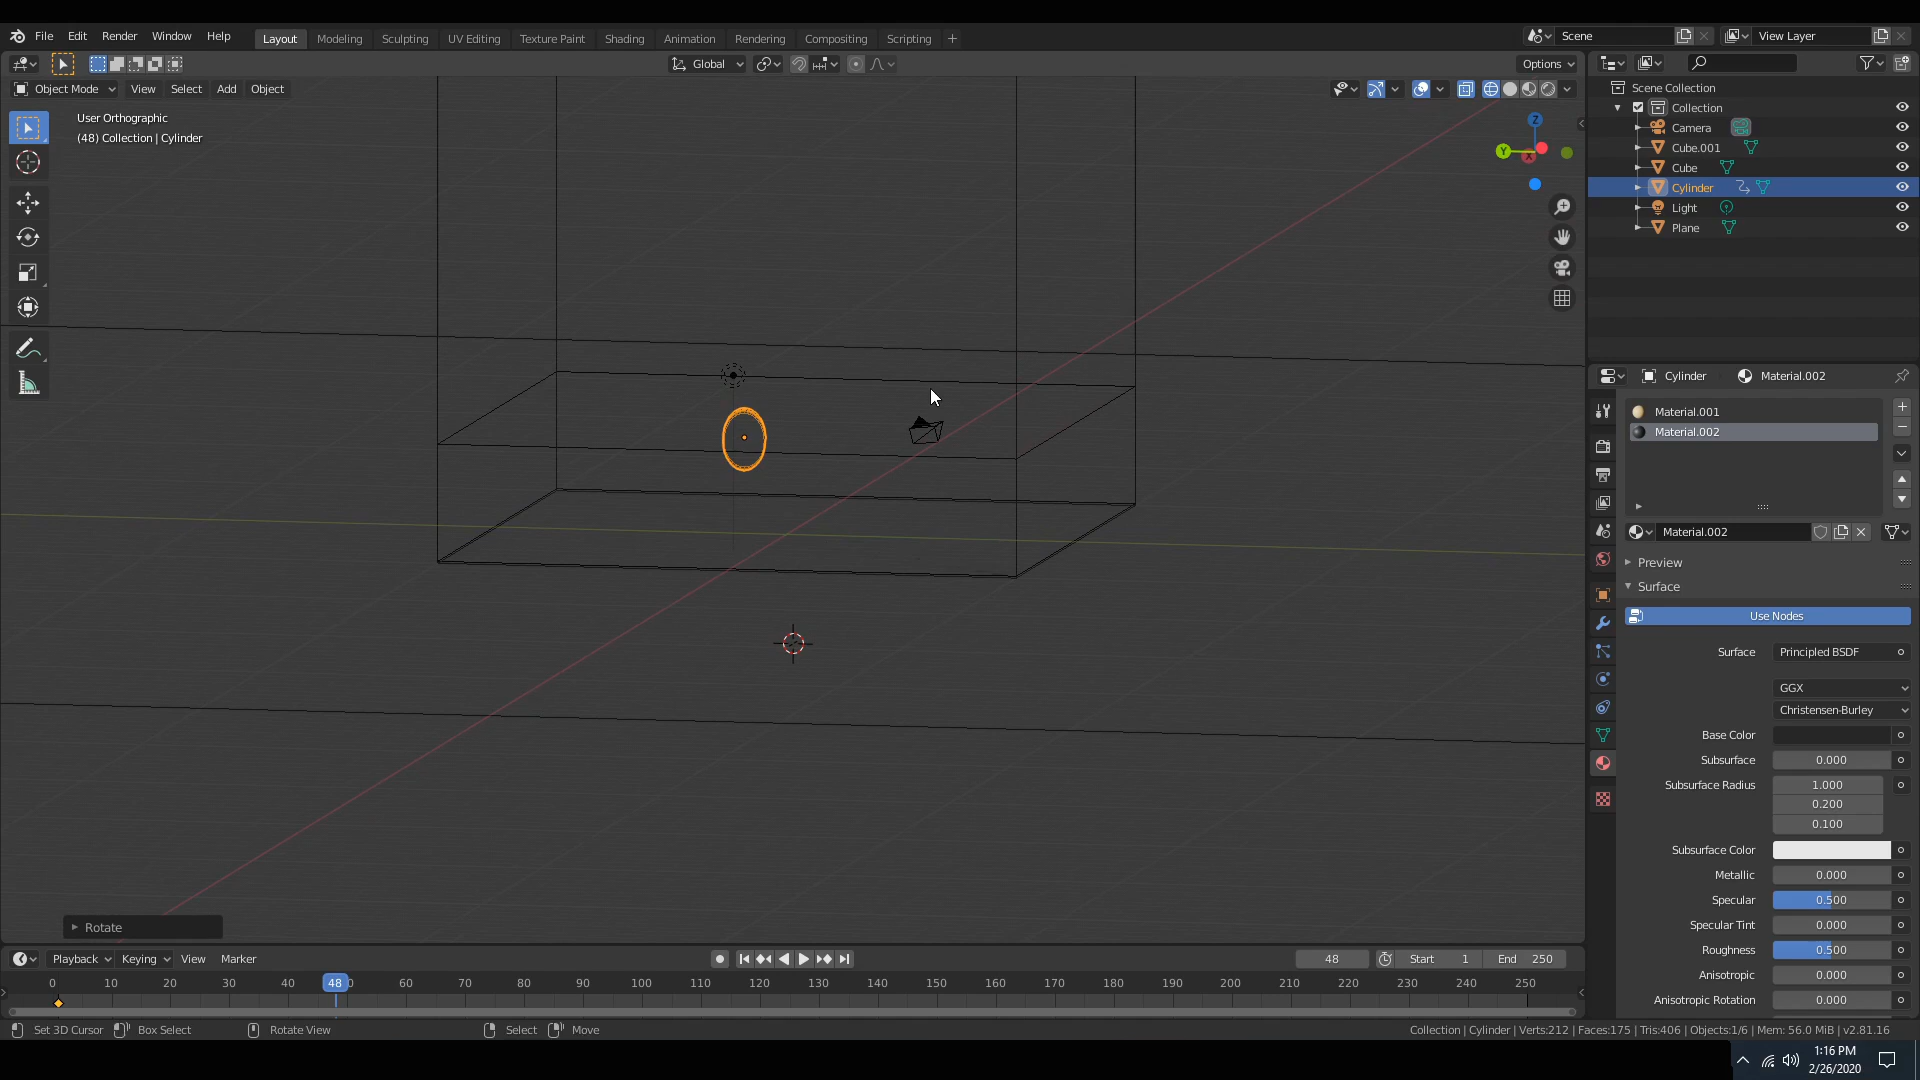 File Edit Render Window Help
Layout Modeling Sculpting UV Editing Texture Paint Shading Animation Rendering Compositing Scripting +
Scene
View Layer
Global
Options
Object Mode View Select Add Object
User Orthographic
(48) Collection | Cylinder
Z
Y
X
Rotate
Scene Collection
Collection
Camera
Cube.001
Cube
Cylinder
Light
Plane
Cylinder Material.002
Material.001
Material.002
Material.002
Preview
Surface
Use Nodes
Surface Principled BSDF
GGX
Christensen-Burley
Base Color
Subsurface 0.000
Subsurface Radius 1.000
0.200
0.100
Subsurface Color
Metallic 0.000
Specular 0.500
Specular Tint 0.000
Roughness 0.500
Anisotropic 0.000
Anisotropic Rotation 0.000
Playback Keying View Marker
48 Start 1 End 250
0 10 20 30 40 48 60 70 80 90 100 110 120 130 140 150 160 170 180 190 200 210 220 230 240 250
Set 3D Cursor Box Select Rotate View Select Move
Collection | Cylinder | Verts:212 | Faces:175 | Tris:406 | Objects:1/6 | Mem: 56.0 MiB | v2.81.16
1:16 PM
2/26/2020